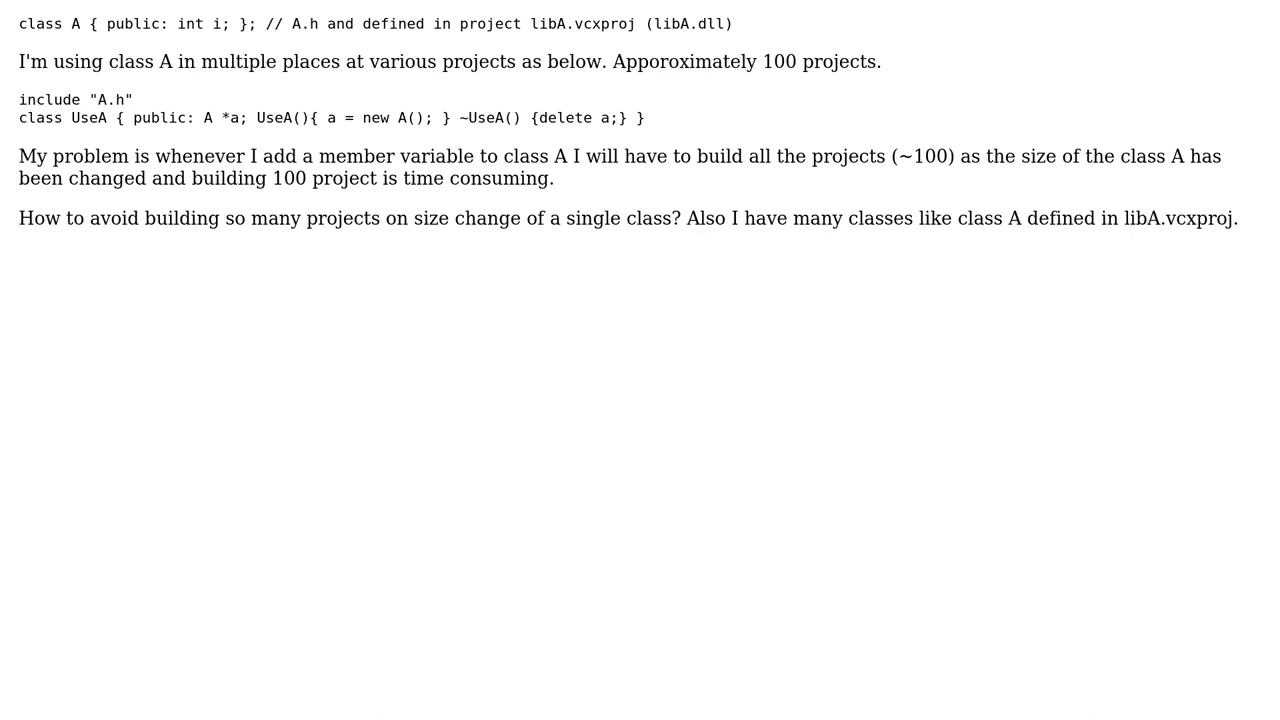 class A { public: int i; }; // A.h and defined in project libA.vcxproj (libA.dll)
I'm using class A in multiple places at various projects as below. Apporoximately 100 projects.
include "A.h"
class UseA { public: A *a; UseA(){ a = new A(); } ~UseA() {delete a;} }
My problem is whenever I add a member variable to class A I will have to build all the projects (~100) as the size of the class A has
been changed and building 100 project is time consuming.
How to avoid building so many projects on size change of a single class? Also I have many classes like class A defined in libA.vcxproj.